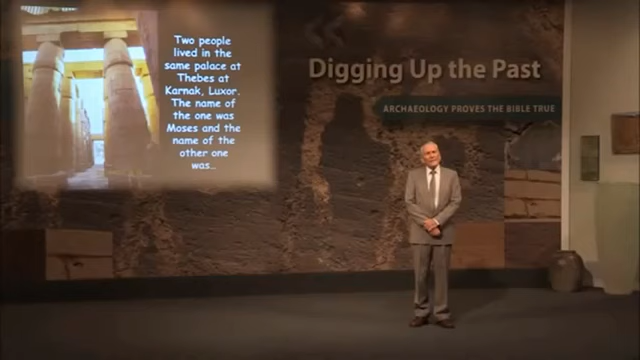 Two people
lived in the
same palace at
Thebes at
Karnak, Luxor.
The name of
the one was
Moses and the
name of the
other one
was...
Digging Up the Past
ARCHAEOLOGY PROVES THE BIBLE TRUE